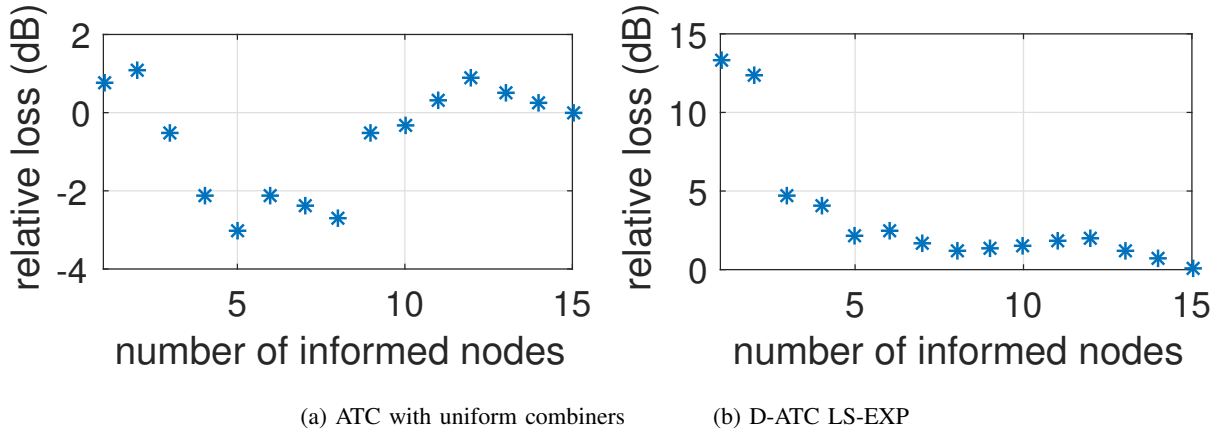 relative loss (dB)
2
0
-2
-4
5
10
15
number of informed nodes
(a) ATC with uniform combiners
relative loss (dB)
15
10
5
0
5
10
15
number of informed nodes
(b) D-ATC LS-EXP